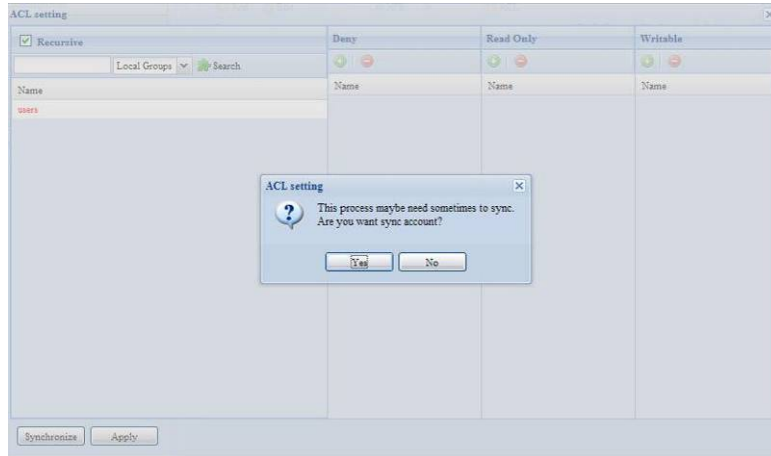 ACL setting
Recursive
Deny
Read Only
Writable
Local Groups
Search
Name
Name
Name
Name
users
ACL setting
This process maybe need sometimes to sync.
Are you want sync account?
Yes
No
Synchronize
Apply